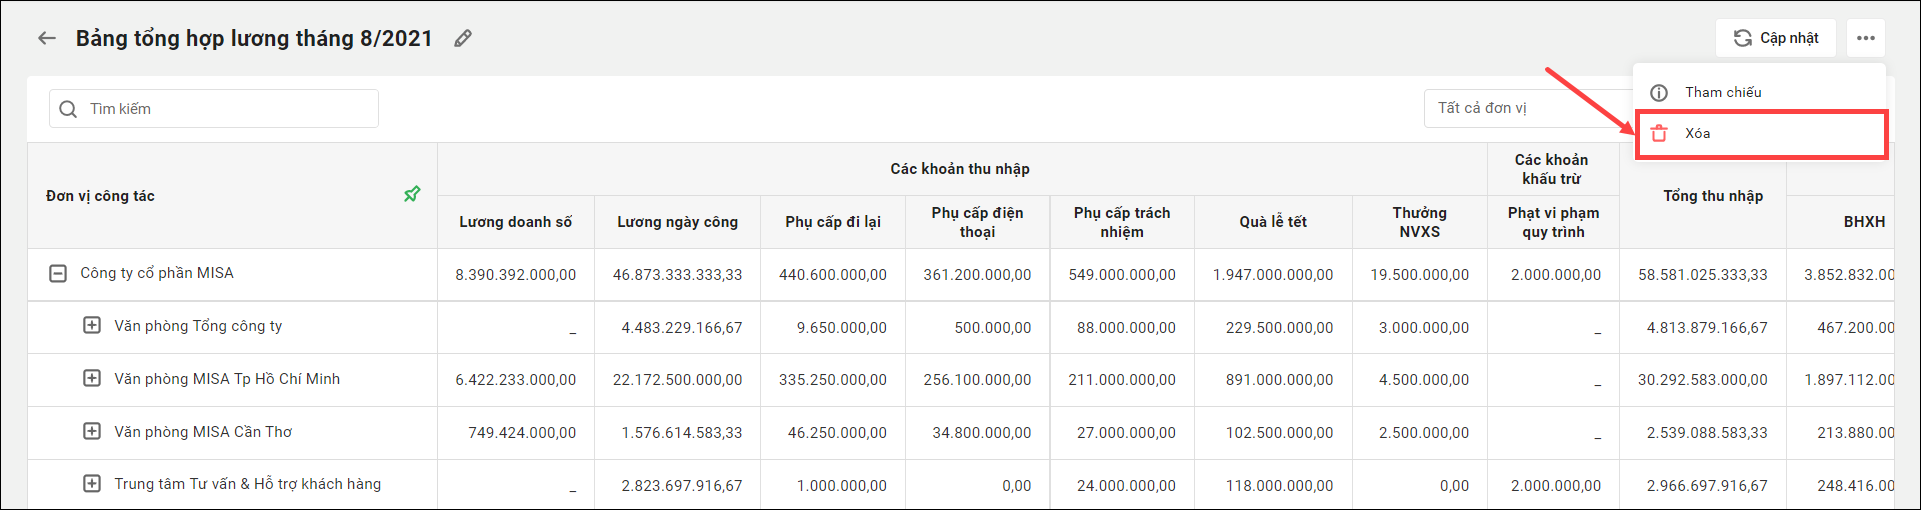 Bảng tổng hợp lương tháng 8/2021
Cập nhật
Tìm kiếm
Tất cả đơn vị
Tham chiếu
Xóa
Đơn vị công tác
Các khoản thu nhập
Các khoản
khấu trừ
Tổng thu nhập
Lương doanh số
Lương ngày công
Phụ cấp đi lại
Phụ cấp điện
thoại
Phụ cấp trách
nhiệm
Quà lễ tết
Thưởng
NVXS
Phạt vi phạm
quy trình
BHXH
Công ty cổ phần MISA 8.390.392.000,00 46.873.333.333,33 440.600.000,00 361.200.000,00 549.000.000,00 1.947.000.000,00 19.500.000,00 2.000.000,00 58.581.025.333,33 3.852.832.00
Văn phòng Tổng công ty _ 4.483.229.166,67 9.650.000,00 500.000,00 88.000.000,00 229.500.000,00 3.000.000,00 _ 4.813.879.166,67 467.200.00
Văn phòng MISA Tp Hồ Chí Minh 6.422.233.000,00 22.172.500.000,00 335.250.000,00 256.100.000,00 211.000.000,00 891.000.000,00 4.500.000,00 _ 30.292.583.000,00 1.897.112.00
Văn phòng MISA Cần Thơ 749.424.000,00 1.576.614.583,33 46.250.000,00 34.800.000,00 27.000.000,00 102.500.000,00 2.500.000,00 _ 2.539.088.583,33 213.880.00
Trung tâm Tư vấn & Hỗ trợ khách hàng _ 2.823.697.916,67 1.000.000,00 0,00 24.000.000,00 118.000.000,00 0,00 2.000.000,00 2.966.697.916,67 248.416.00